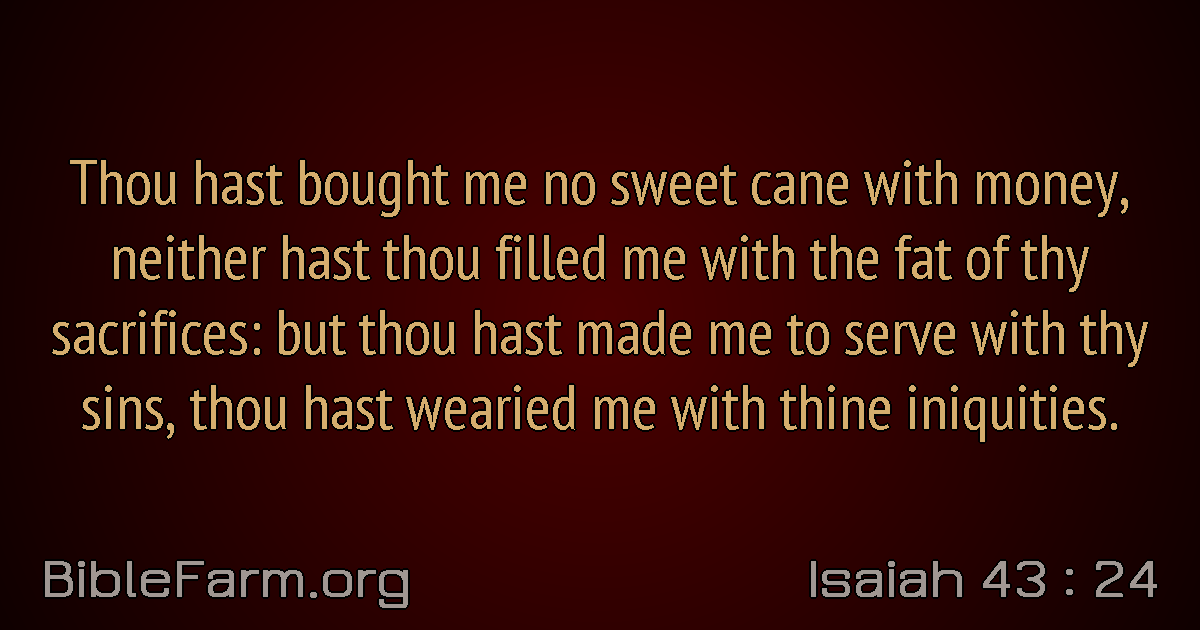 Thou hast bought me no sweet cane with money,
neither hast thou filled me with the fat of thy
sacrifices: but thou hast made me to serve with thy
sins, thou hast wearied me with thine iniquities.
BibleFarm.org
Isaiah 43 : 24